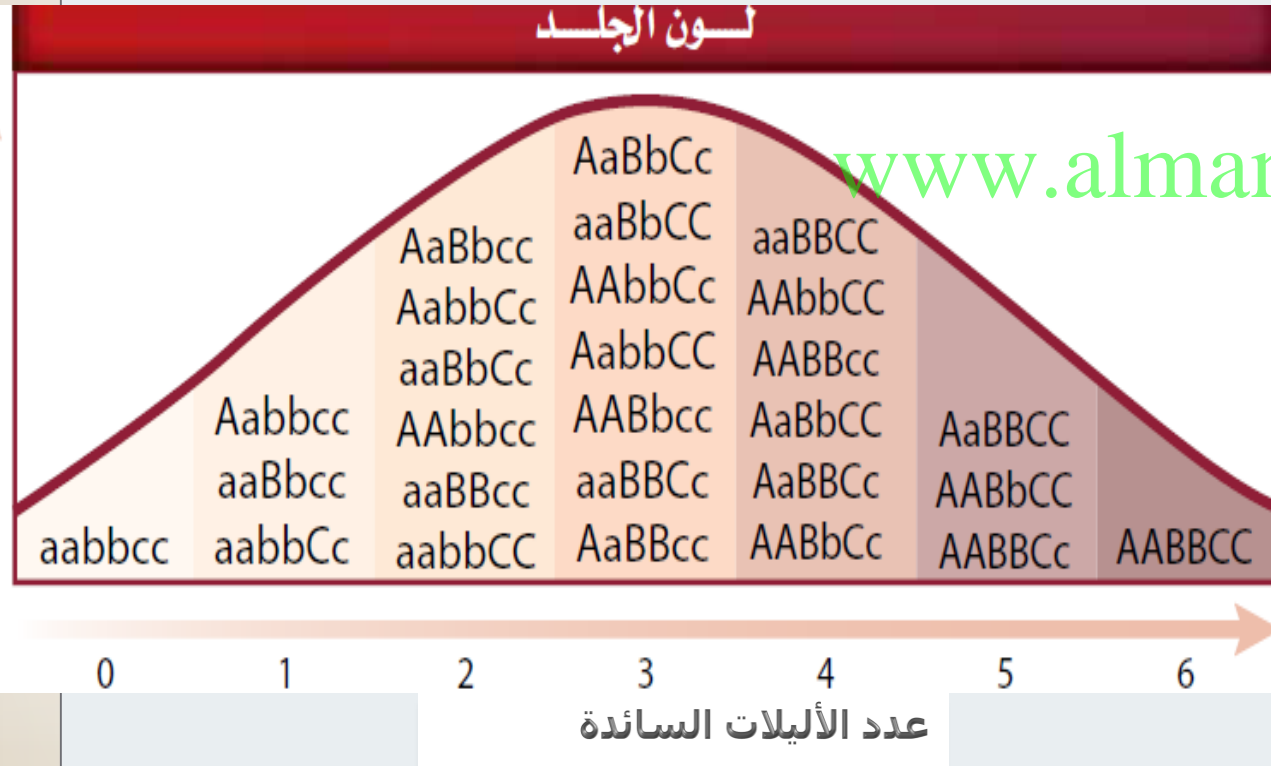 لـــون الجلـــد
www.almar
AaBbCc
aaBbCC
AAbbCc
AabbCC
AABbcc
aaBBCc
AaBBcc
aaBBCC
AAbbCC
AABBcc
AaBbCC
AaBBCc
AABbCc
AaBbcc
AabbCc
aaBbCc
AAbbcc
aaBBcc
aabbCC
Aabbcc
aaBbcc
aabbCc
AaBBCC
AABbCC
AABBCc
aabbcc
AABBCC
0 1 2 3 4 5 6
عدد الأليلات السائدة